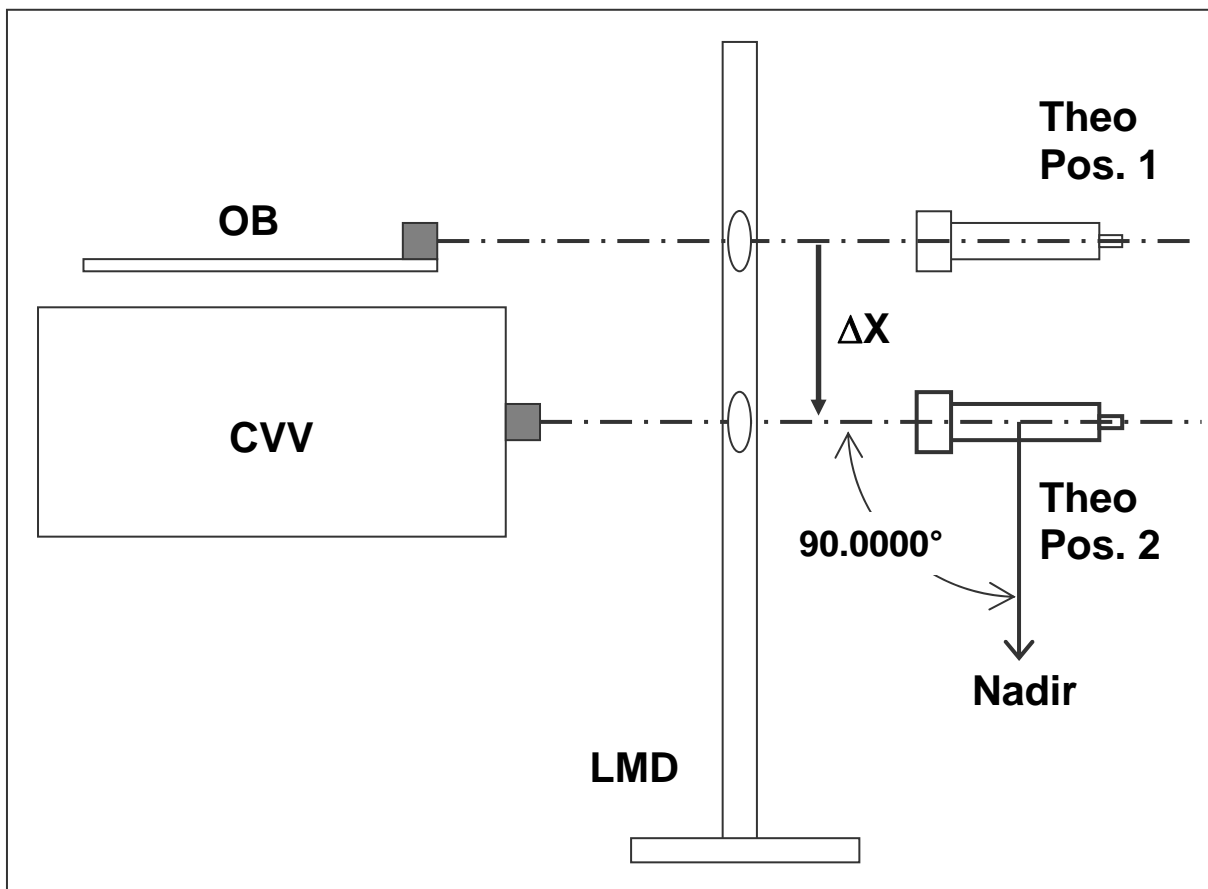 Theo
Pos. 1
OB
ΔX
CVV
Theo
Pos. 2
90.0000°
Nadir
LMD